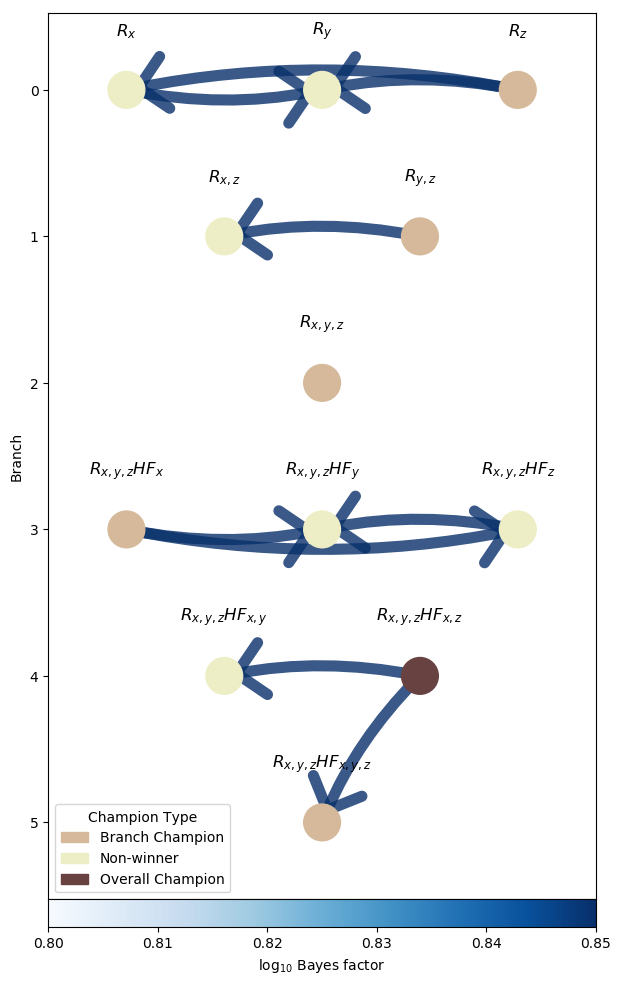 R_x R_y R_z
0
R_{x,z} R_{y,z}
1
R_{x,y,z}
2
R_{x,y,z}HF_x R_{x,y,z}HF_y R_{x,y,z}HF_z
3
R_{x,y,z}HF_{x,y} R_{x,y,z}HF_{x,z}
4
R_{x,y,z}HF_{x,y,z}
5
Branch
Champion Type
Branch Champion
Non-winner
Overall Champion
0.80 0.81 0.82 0.83 0.84 0.85
log_{10} Bayes factor